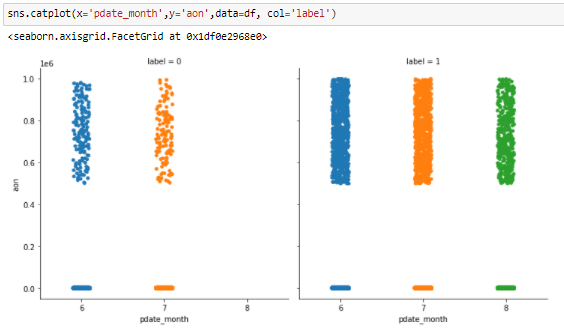 sns.catplot(x='pdate_month',y='aon',data=df, col='label')
<seaborn.axisgrid.FacetGrid at 0x1df0e2968e0>
1e6
label = 0
label = 1
1.0
0.8
0.6
0.4
0.2
0.0
aon
6
7
8
6
7
8
pdate_month
pdate_month